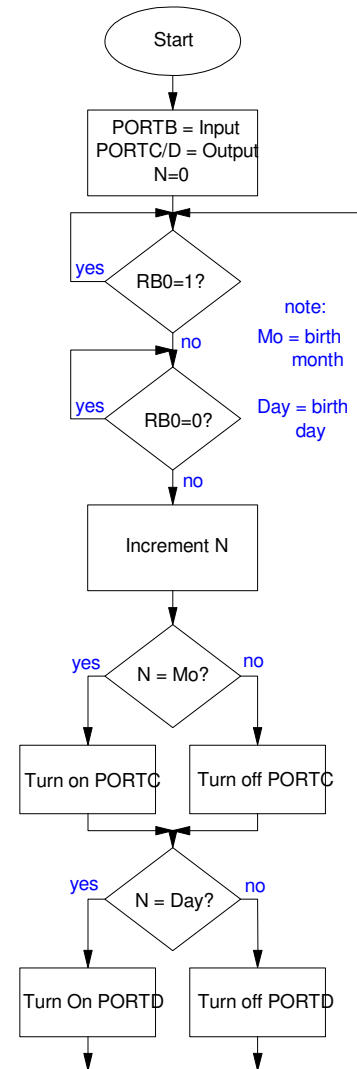 Start
PORTB = Input
PORTC/D = Output
N=0
yes
RB0=1?
no
note:
Mo = birth
month
yes
RB0=0?
no
Day = birth
day
Increment N
yes
N = Mo?
no
Turn on PORTC
Turn off PORTC
yes
N = Day?
no
Turn On PORTD
Turn off PORTD